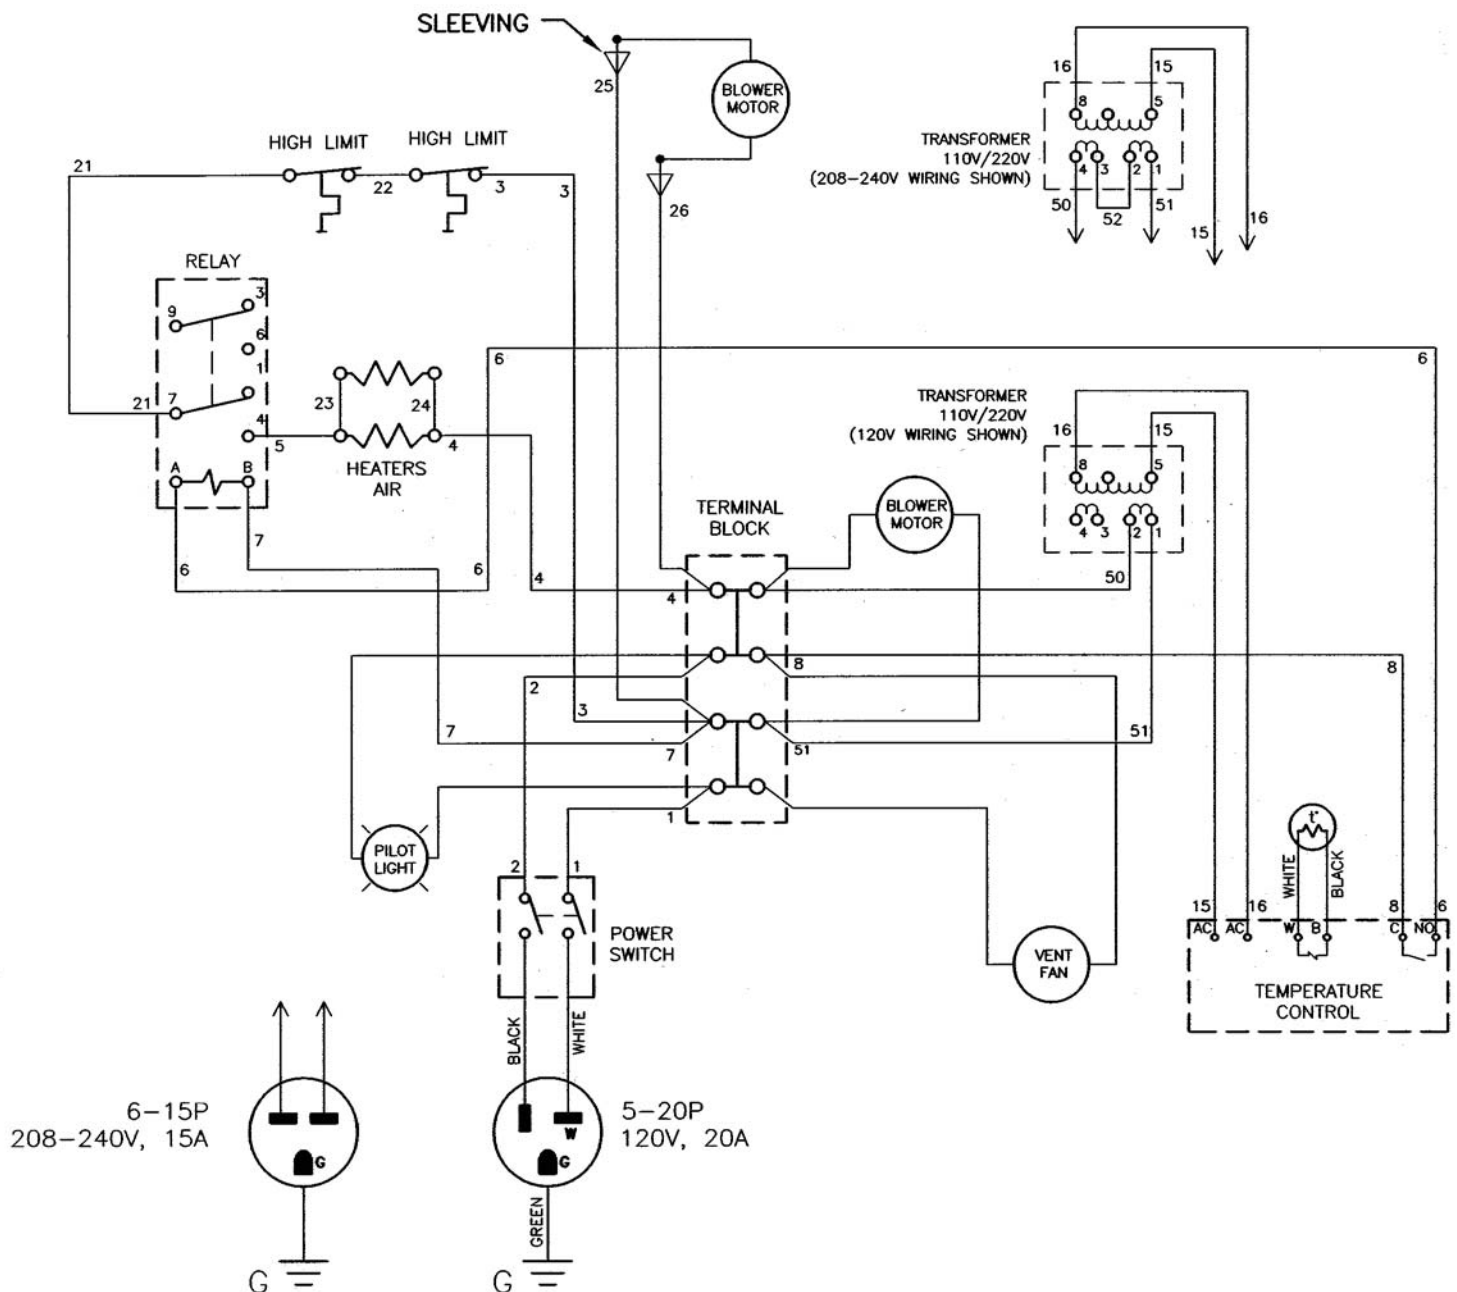 SLEEVING
25
BLOWER
MOTOR
26
16
15
8
5
TRANSFORMER
110V/220V
(208-240V WIRING SHOWN)
4
3
2
1
50
52
51
15
16
HIGH LIMIT
HIGH LIMIT
21
22
3
3
RELAY
9
3
6
1
21
7
4
5
A
B
6
7
23
24
4
HEATERS
AIR
6
6
6
TRANSFORMER
110V/220V
(120V WIRING SHOWN)
16
15
8
5
4
3
2
1
50
TERMINAL
BLOCK
BLOWER
MOTOR
4
4
8
8
2
3
7
7
51
51
1
PILOT
LIGHT
2
1
POWER
SWITCH
BLACK
WHITE
VENT
FAN
t°
WHITE
BLACK
15
16
8
6
AC
AC
W
B
C
NO
TEMPERATURE
CONTROL
6-15P
208-240V, 15A
G
G
5-20P
120V, 20A
W
G
GREEN
G